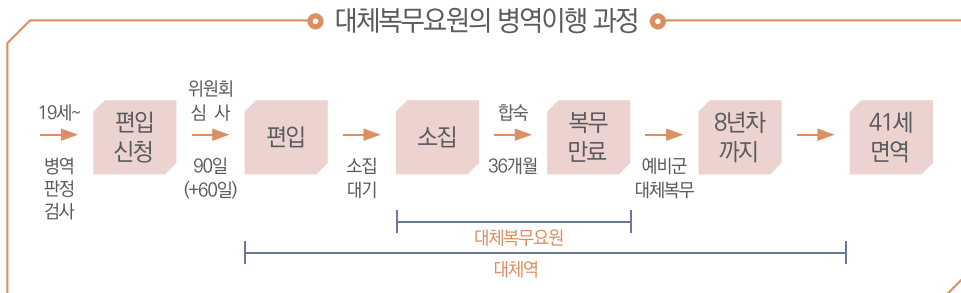 대체복무요원의 병역이행 과정
19세~
병역
판정
검사
편입
신청
위원회
심 사
90일
(+60일)
편입
소집
대기
소집
합숙
36개월
복무
만료
예비군
대체복무
8년차
까지
41세
면역
대체복무요원
대체역